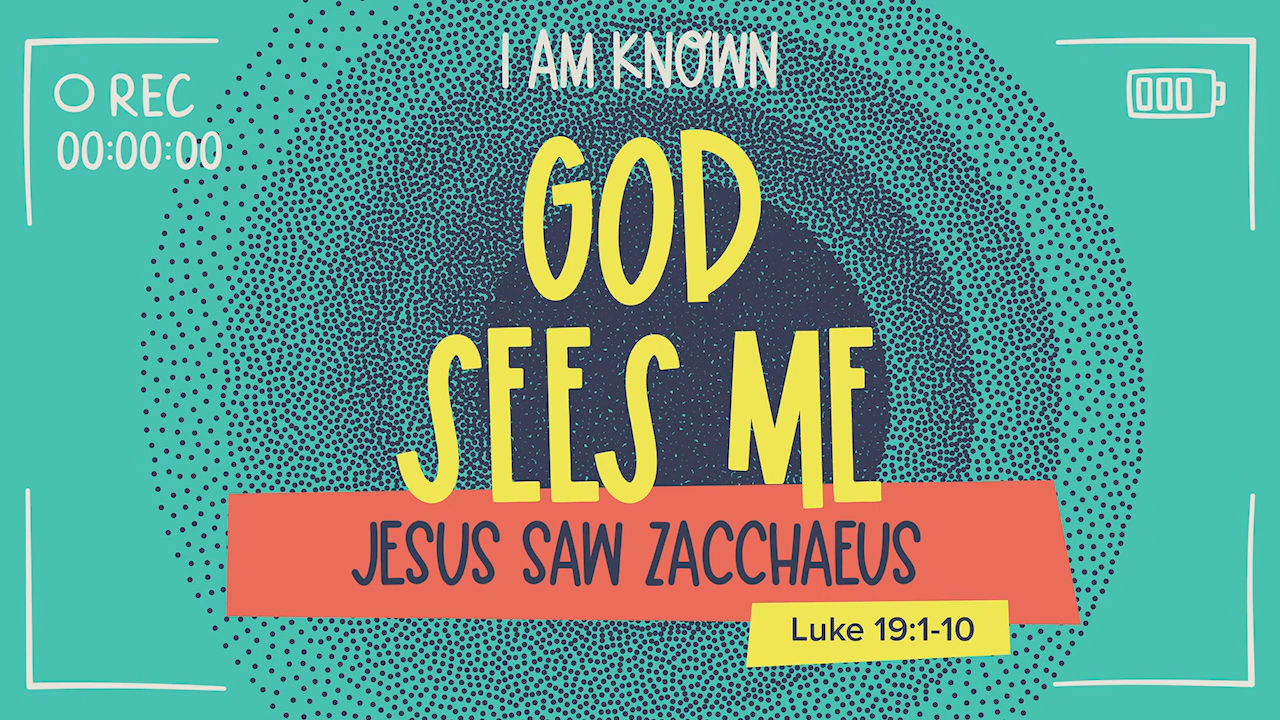 I AM KNOWN
REC
00:00:00
GOD
SEES ME
JESUS SAW ZACCHAEUS
Luke 19:1-10